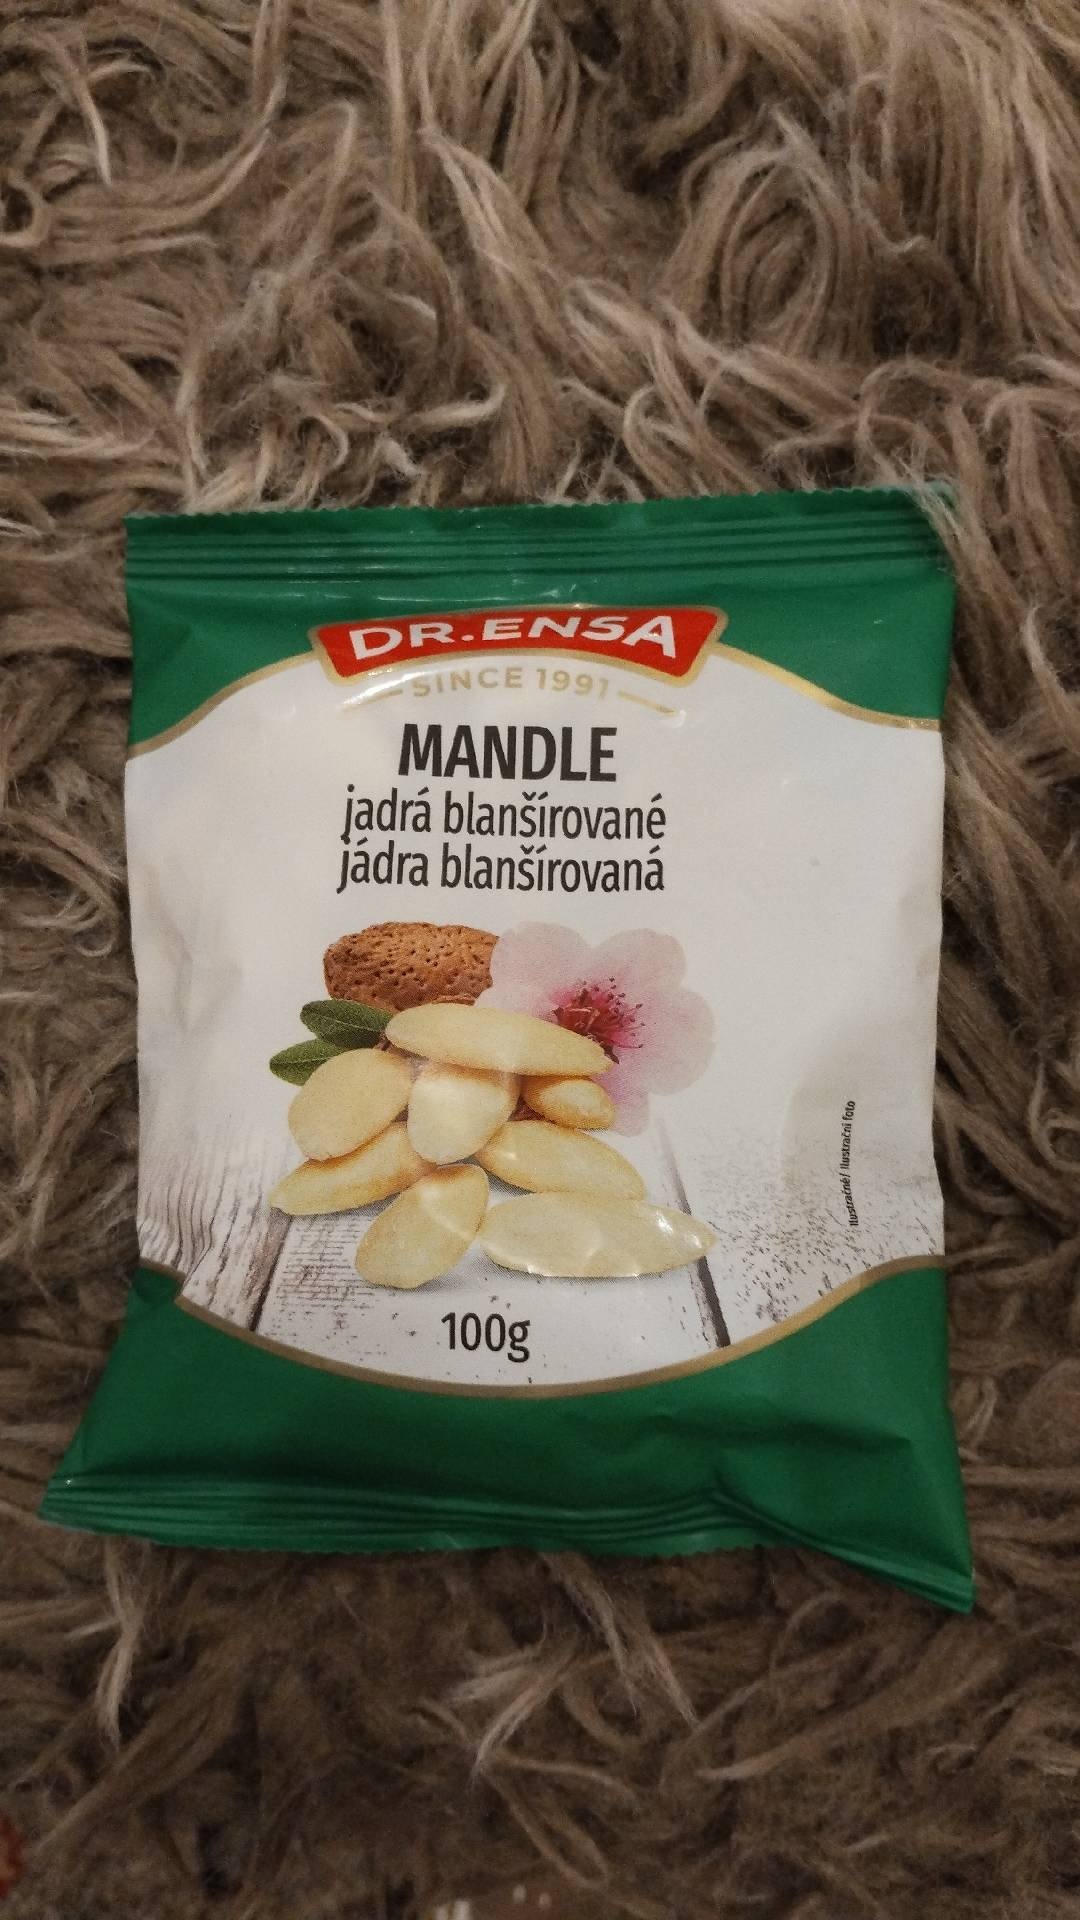 DR.ENSA
SINCE 1991
MANDLE
jadrá blanšírované
jádra blanšírovaná
Ilustračné/ Ilustrační foto
100g